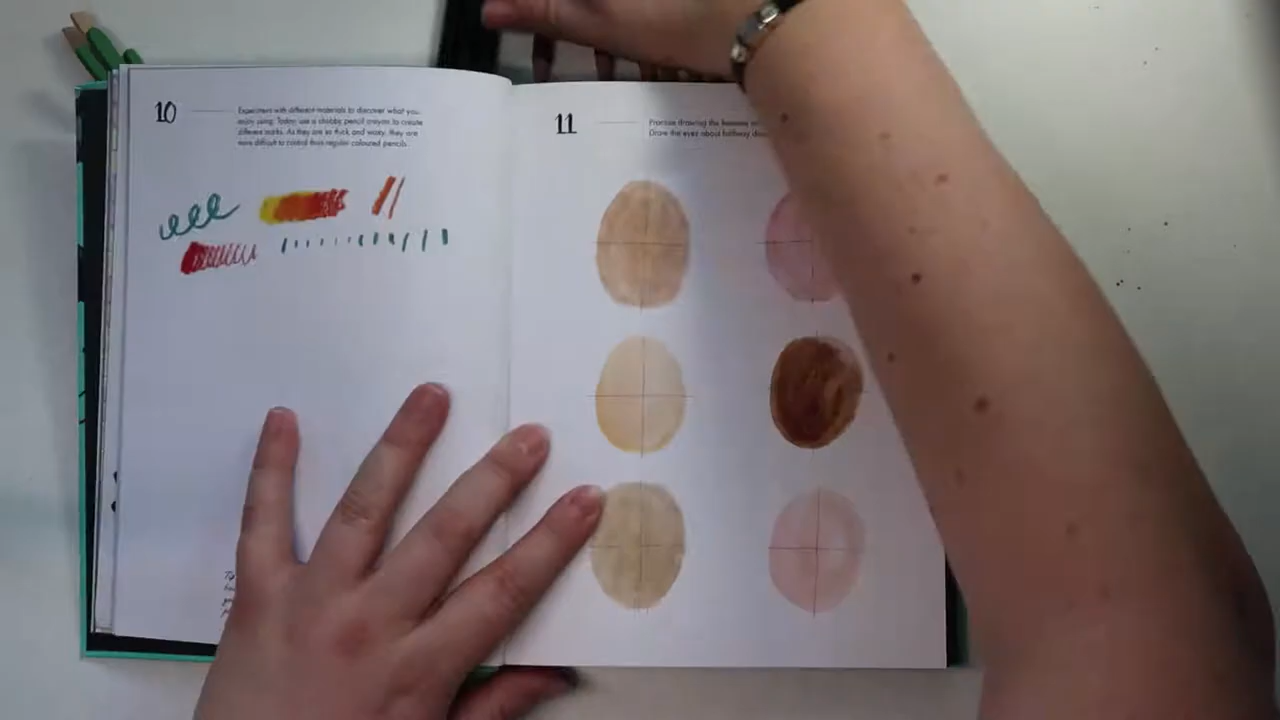 10
Experiment with different materials to discover what you
enjoy using. Today, use a chubby pencil crayon to create
different marks. As they are so thick and waxy, they are
more difficult to control than regular coloured pencils.
11
Practise drawing the human
Draw the eyes about halfway